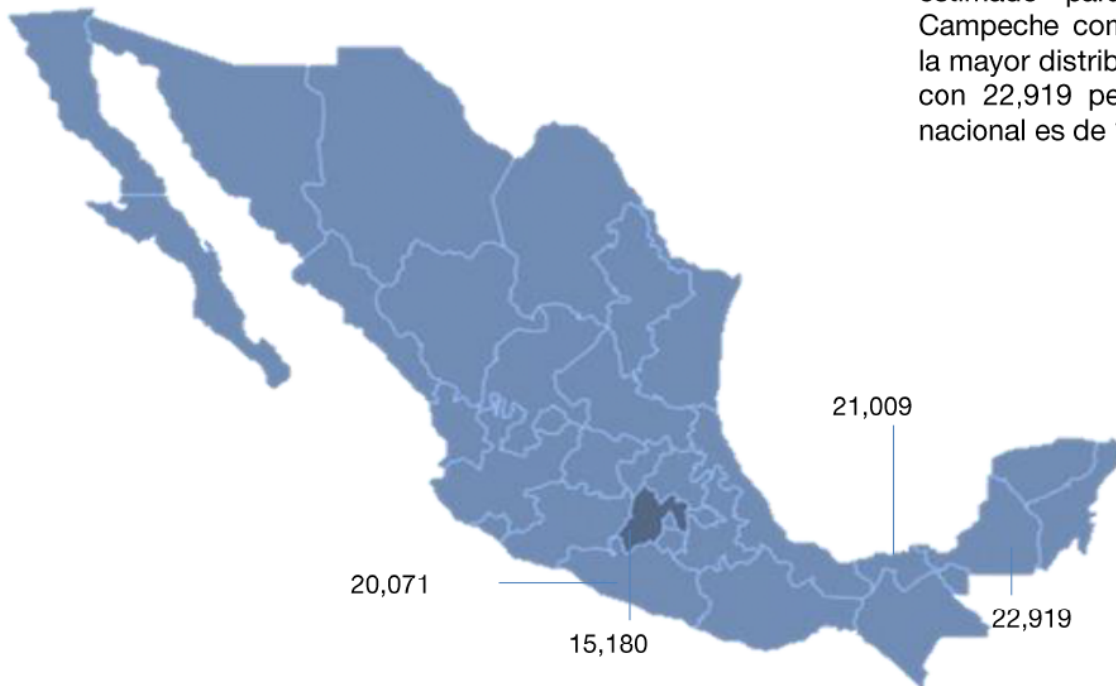 Campeche
la mayor distrib
con 22,919 pe
nacional es de
21,009
20,071
22,919
15,180